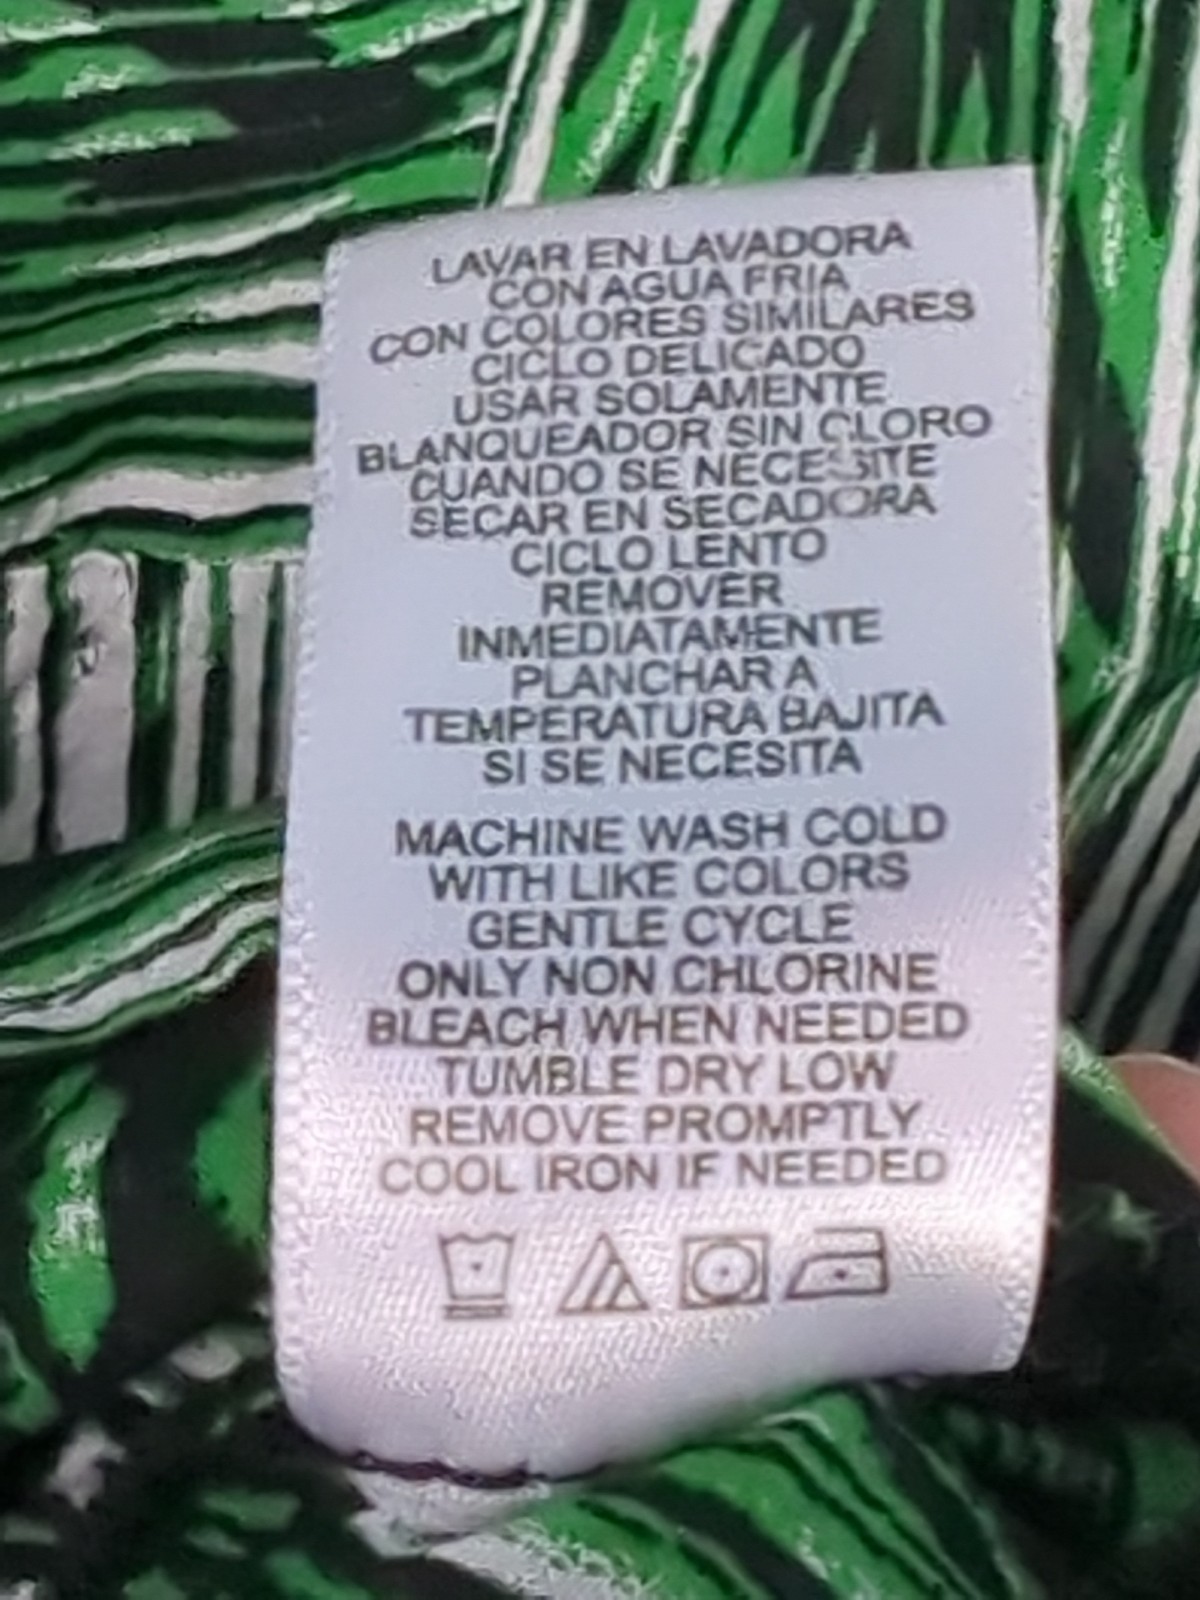 LAVAR EN LAVADORA
CON AGUA FRIA
CON COLORES SIMILARES
CICLO DELICADO
USAR SOLAMENTE
BLANQUEADOR SIN CLORO
CUANDO SE NECESITE
SECAR EN SECADORA
CICLO LENTO
REMOVER
INMEDIATAMENTE
PLANCHAR A
TEMPERATURA BAJITA
SI SE NECESITA
MACHINE WASH COLD
WITH LIKE COLORS
GENTLE CYCLE
ONLY NON CHLORINE
BLEACH WHEN NEEDED
TUMBLE DRY LOW
REMOVE PROMPTLY
COOL IRON IF NEEDED